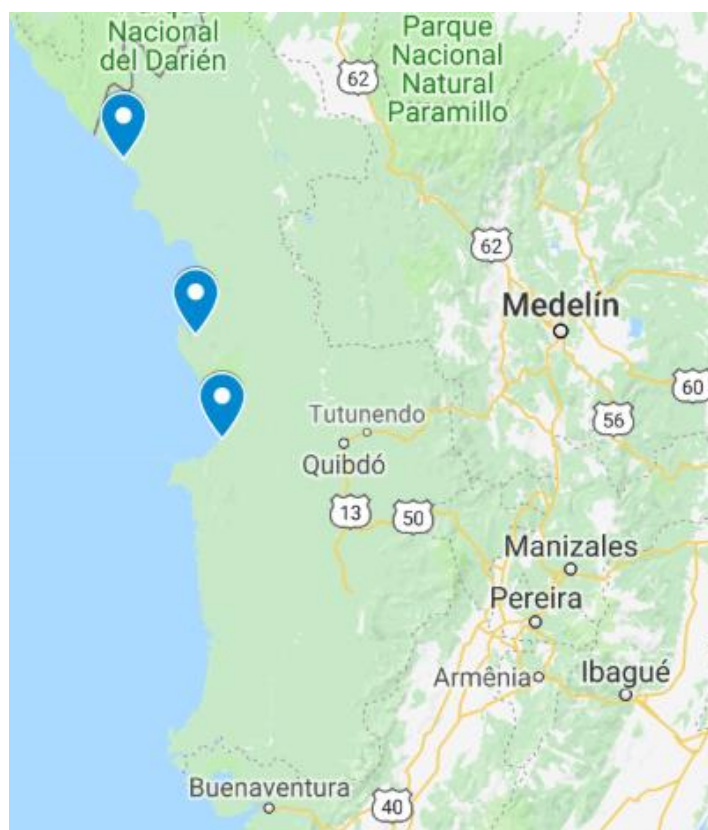 Parque
Nacional
del Darién
62
Parque
Nacional
Natural
Paramillo
62
Medelín
60
56
Tutunendo
Quibdó
13
50
Manizales
Pereira
Armênia
Ibagué
Buenaventura
40